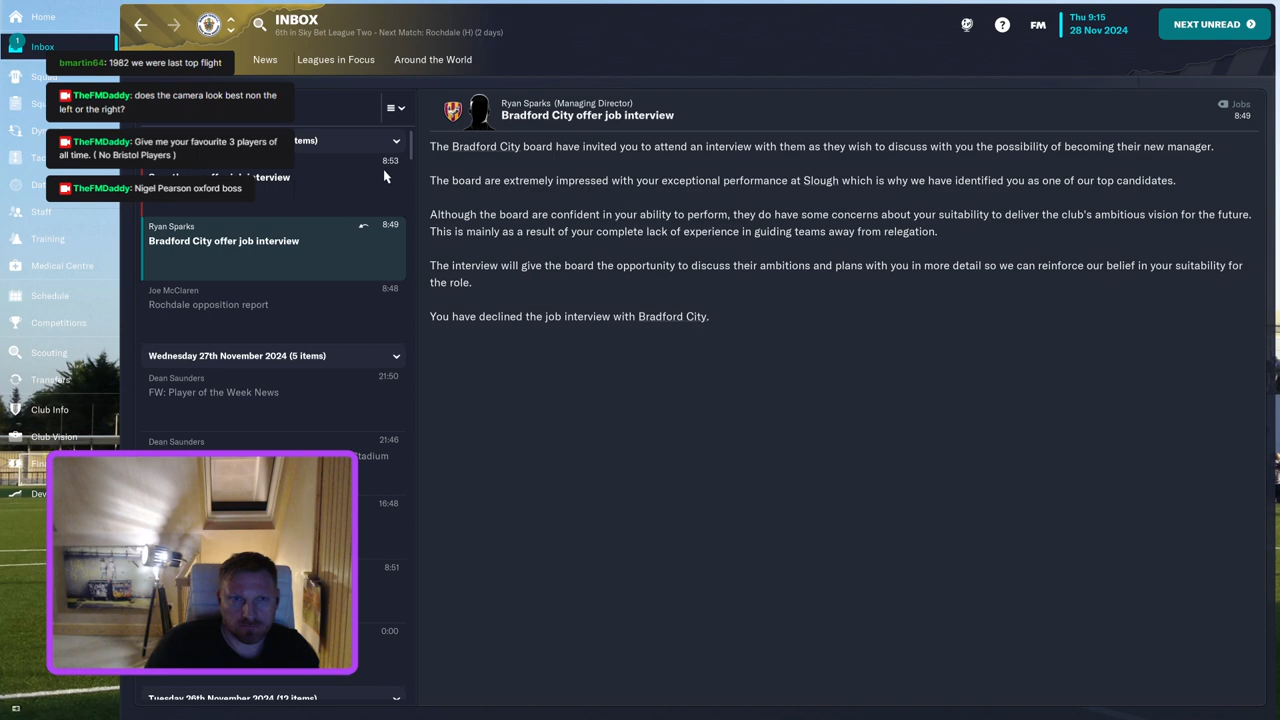 Home
INBOX
6th in Sky Bet League Two - Next Match: Rochdale (H) (2 days)
?
FM
Thu 9:15
28 Nov 2024
NEXT UNREAD
1
Inbox
News
Leagues in Focus
Around the World
bmartin64: 1982 we were last top flight
TheFMDaddy: does the camera look best non the
left or the right?
TheFMDaddy: Give me your favourite 3 players of
all time. ( No Bristol Players )
TheFMDaddy: Nigel Pearson oxford boss
Staff
Training
Medical Centre
Schedule
Competitions
Scouting
Transfers
Club Info
Club Vision
Dev
8:53
offer job interview
Ryan Sparks
8:49
Bradford City offer job interview
Joe McClaren
8:48
Rochdale opposition report
Wednesday 27th November 2024 (5 items)
Dean Saunders
21:50
FW: Player of the Week News
Dean Saunders
21:46
Stadium
16:48
8:51
0:00
Tuesday 26th November 2024 (12 items)
Ryan Sparks (Managing Director)
Bradford City offer job interview
Jobs
8:49
The Bradford City board have invited you to attend an interview with them as they wish to discuss with you the possibility of becoming their new manager.
The board are extremely impressed with your exceptional performance at Slough which is why we have identified you as one of our top candidates.
Although the board are confident in your ability to perform, they do have some concerns about your suitability to deliver the club's ambitious vision for the future.
This is mainly as a result of your complete lack of experience in guiding teams away from relegation.
The interview will give the board the opportunity to discuss their ambitions and plans with you in more detail so we can reinforce our belief in your suitability for
the role.
You have declined the job interview with Bradford City.